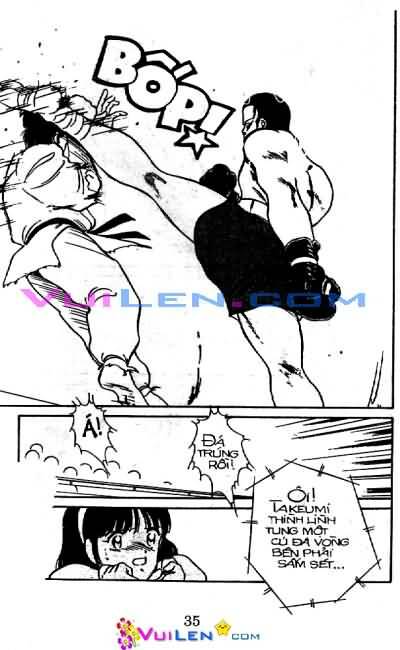 BỐP!
VUILEN.COM
Á!
ĐÁ
TRÚNG
RỒI!
ÔI!
TAKEUMI
THÌNH LÌNH
TUNG MỘT
CÚ ĐÁ VÒNG
BÊN PHẢI
SẤM SÉT...
35
VUILEN.COM